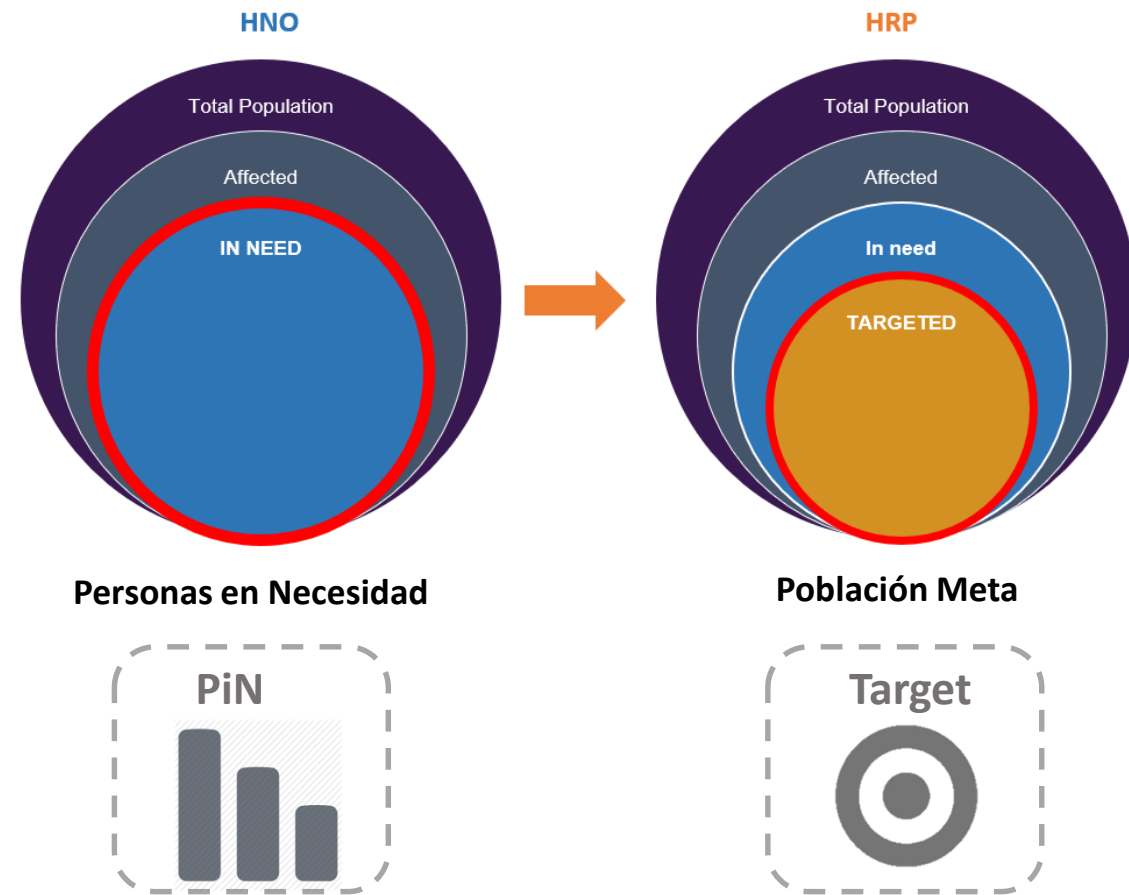 HNO
Total Population
Affected
IN NEED
Personas en Necesidad
PiN
HRP
Total Population
Affected
In need
TARGETED
Población Meta
Target